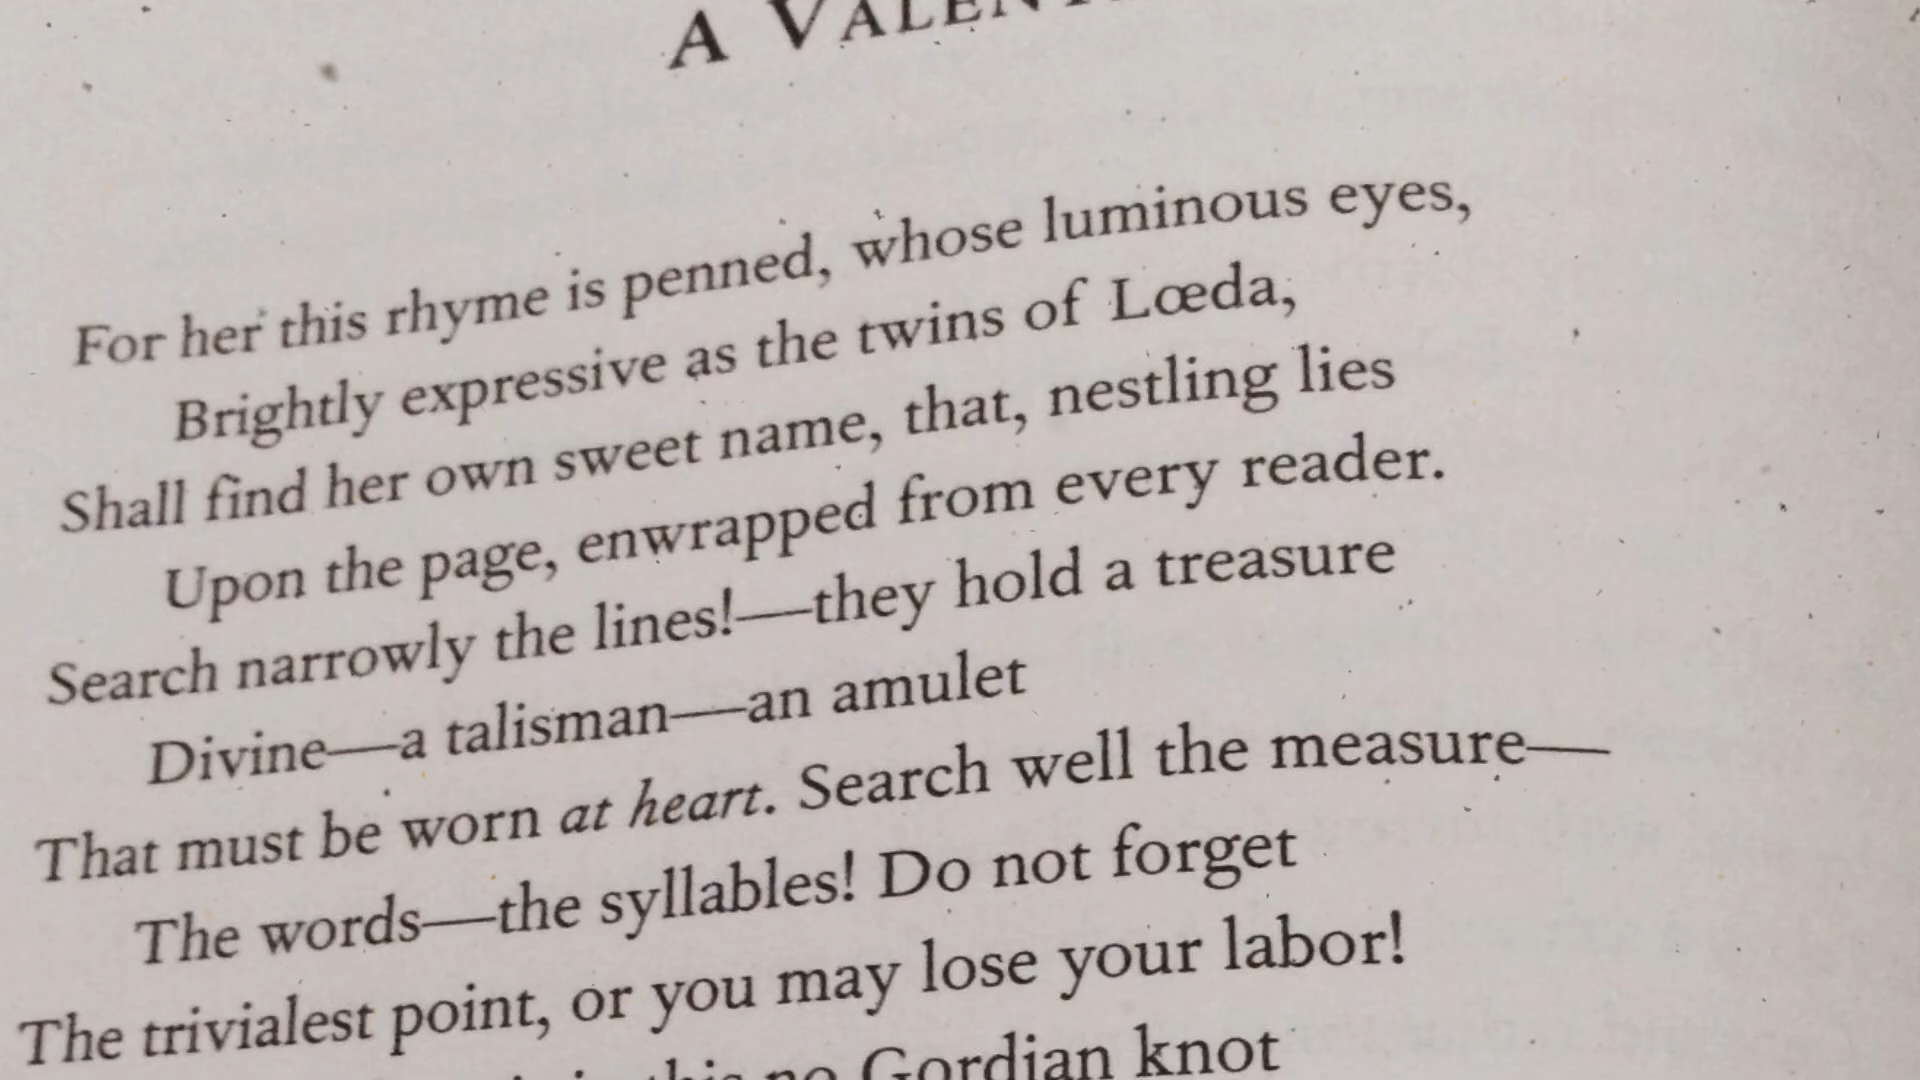 A VALEN
For her this rhyme is penned, whose luminous eyes,
Brightly expressive as the twins of Lœda,
Shall find her own sweet name, that, nestling lies
Upon the page, enwrapped from every reader.
Search narrowly the lines!—they hold a treasure
Divine—a talisman—an amulet
That must be worn at heart. Search well the measure—
The words—the syllables! Do not forget
The trivialest point, or you may lose your labor!
this no Gordian knot